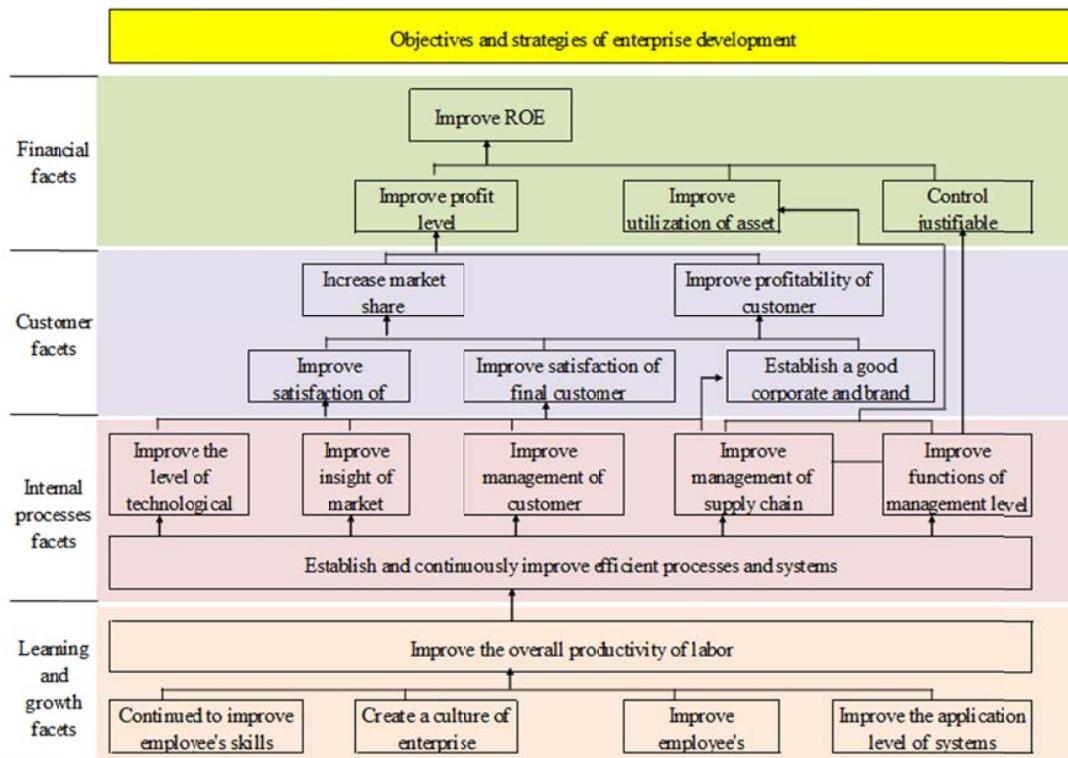 Objectives and strategies of enterprise development
Financial
facets
Improve ROE
Improve profit
level
Improve
utilization of asset
Control
justifiable
Customer
facets
Increase market
share
Improve profitability of
customer
Improve
satisfaction of
Improve satisfaction of
final customer
Establish a good
corporate and brand
Internal
processes
facets
Improve the
level of
technological
Improve
insight of
market
Improve
management of
customer
Improve
management of
supply chain
Improve
functions of
management level
Establish and continuously improve efficient processes and systems
Learning
and
growth
facets
Improve the overall productivity of labor
Continued to improve
employee's skills
Create a culture of
enterprise
Improve
employee's
Improve the application
level of systems